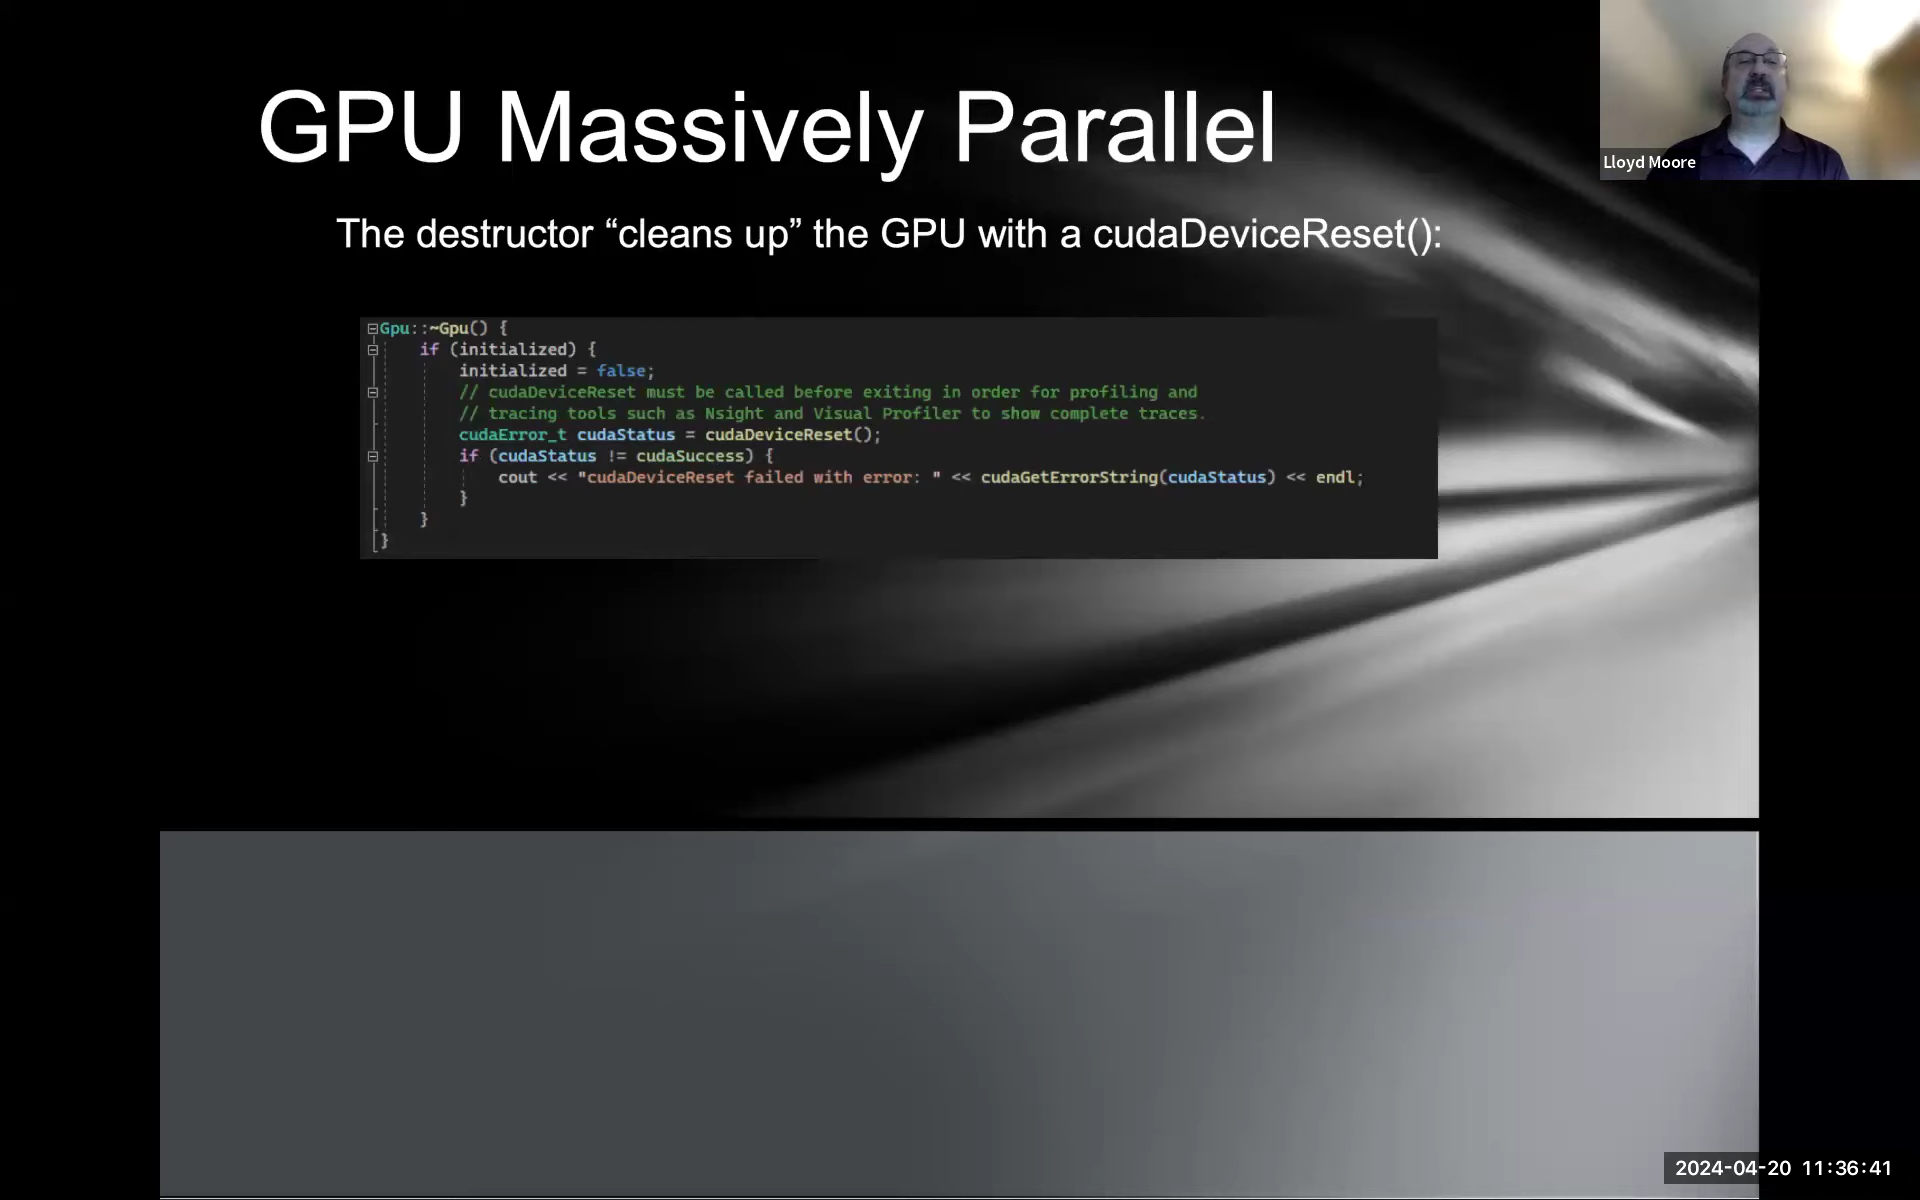 GPU Massively Parallel
Lloyd Moore
The destructor “cleans up” the GPU with a cudaDeviceReset():
Gpu::~Gpu() {
if (initialized) {
initialized = false;
// cudaDeviceReset must be called before exiting in order for profiling and
// tracing tools such as Nsight and Visual Profiler to show complete traces.
cudaError_t cudaStatus = cudaDeviceReset();
if (cudaStatus != cudaSuccess) {
cout << "cudaDeviceReset failed with error: " << cudaGetErrorString(cudaStatus) << endl;
}
}
}
2024-04-20 11:36:41